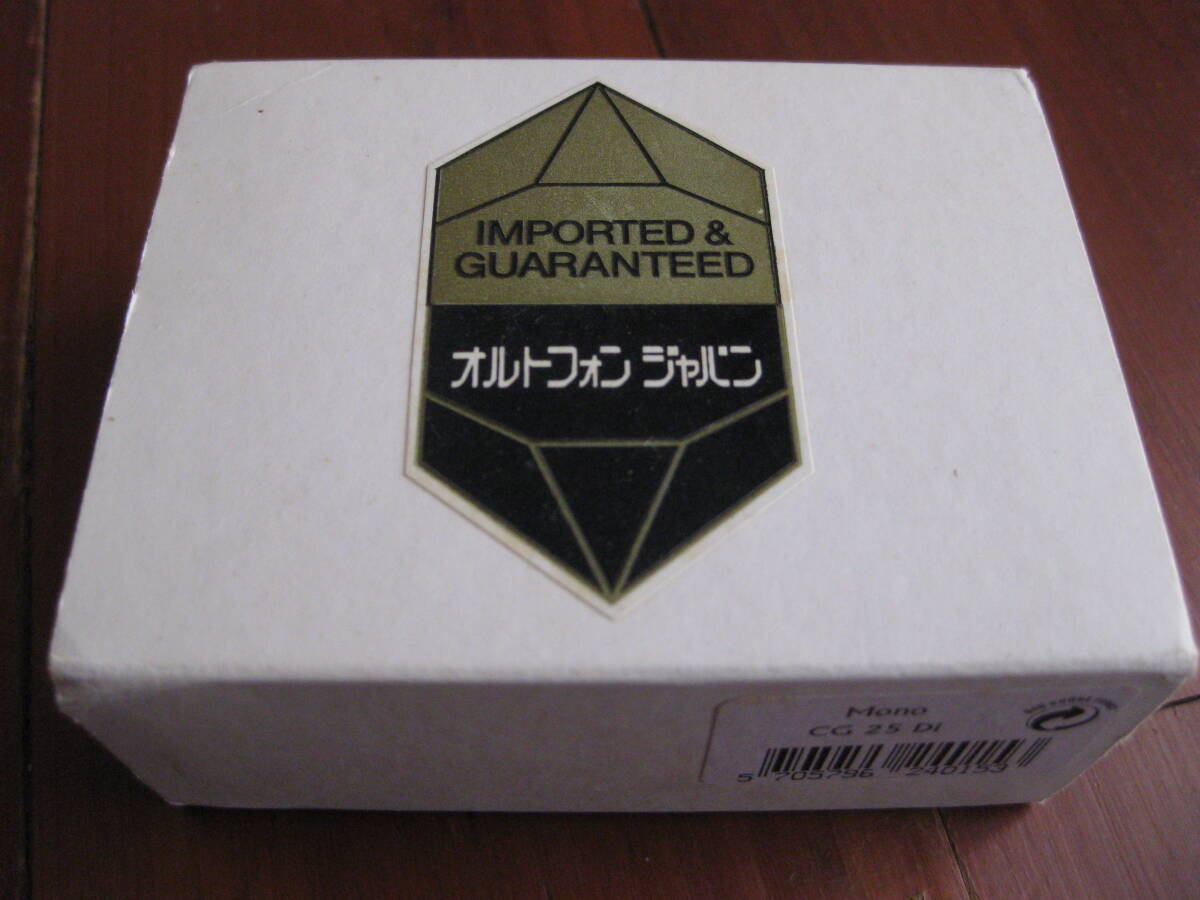 IMPORTED &
GUARANTEED
オルトフォン ジャパン
Mono
CG 25 Di
5 705796 240153